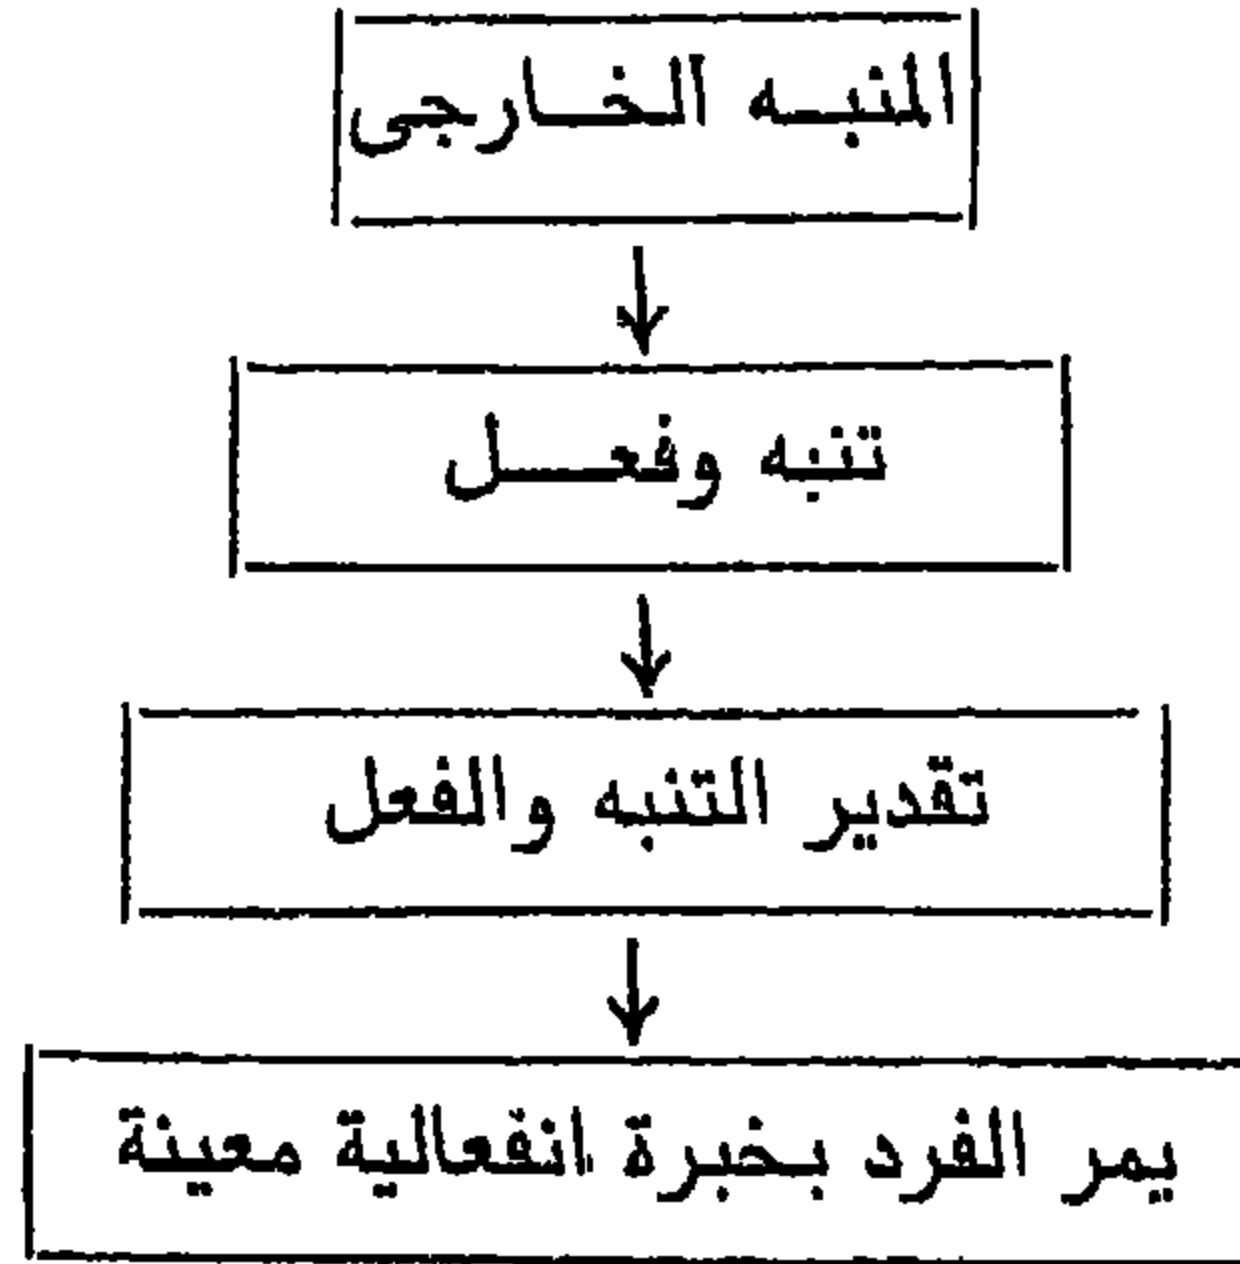 المنبه الخارجى
تنبه وفعل
تقدير التنبه والفعل
يمر الفرد بخبرة انفعالية معينة